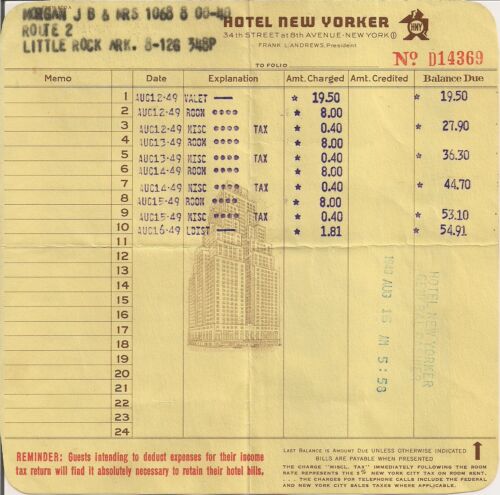 MORGAN J B & MRS 1068 8 00-48
ROUTE 2
LITTLE ROCK ARK. 8-12G 348P
HOTEL NEW YORKER
HNY
34TH STREET at 8TH AVENUE-NEW YORK
FRANK L. ANDREWS, President
TO FOLIO
No D14369
Memo Date Explanation Amt. Charged Amt. Credited Balance Due
1 AUG12-49 VALET — * 19.50 * 19.50
2 AUG12-49 ROOM •••• * 8.00
3 AUG12-49 MISC •••• TAX * 0.40 * 27.90
4 AUG13-49 ROOM •••• * 8.00
5 AUG13-49 MISC •••• TAX * 0.40 * 36.30
6 AUG14-49 ROOM •••• * 8.00
7 AUG14-49 MISC •••• TAX * 0.40 * 44.70
8 AUG15-49 ROOM •••• * 8.00
9 AUG15-49 MISC •••• TAX * 0.40 * 53.10
10 AUG16-49 LDIST — * 1.81 * 54.91
11
12
13
14
15
16
17
18
19
20
21
22
23
24
HOTEL NEW YORKER
1949 AUG 16 AM 5:58
REMINDER: Guests intending to deduct expenses for their income
tax return will find it absolutely necessary to retain their hotel bills.
LAST BALANCE IS AMOUNT DUE UNLESS OTHERWISE INDICATED
BILLS ARE PAYABLE WHEN PRESENTED
THE CHARGE "MISCL. TAX" IMMEDIATELY FOLLOWING THE ROOM
RATE REPRESENTS THE 5% NEW YORK CITY TAX ON ROOM RENT.
.... THE CHARGES FOR TELEPHONE CALLS INCLUDE THE FEDERAL
AND NEW YORK CITY SALES TAXES WHERE APPLICABLE.